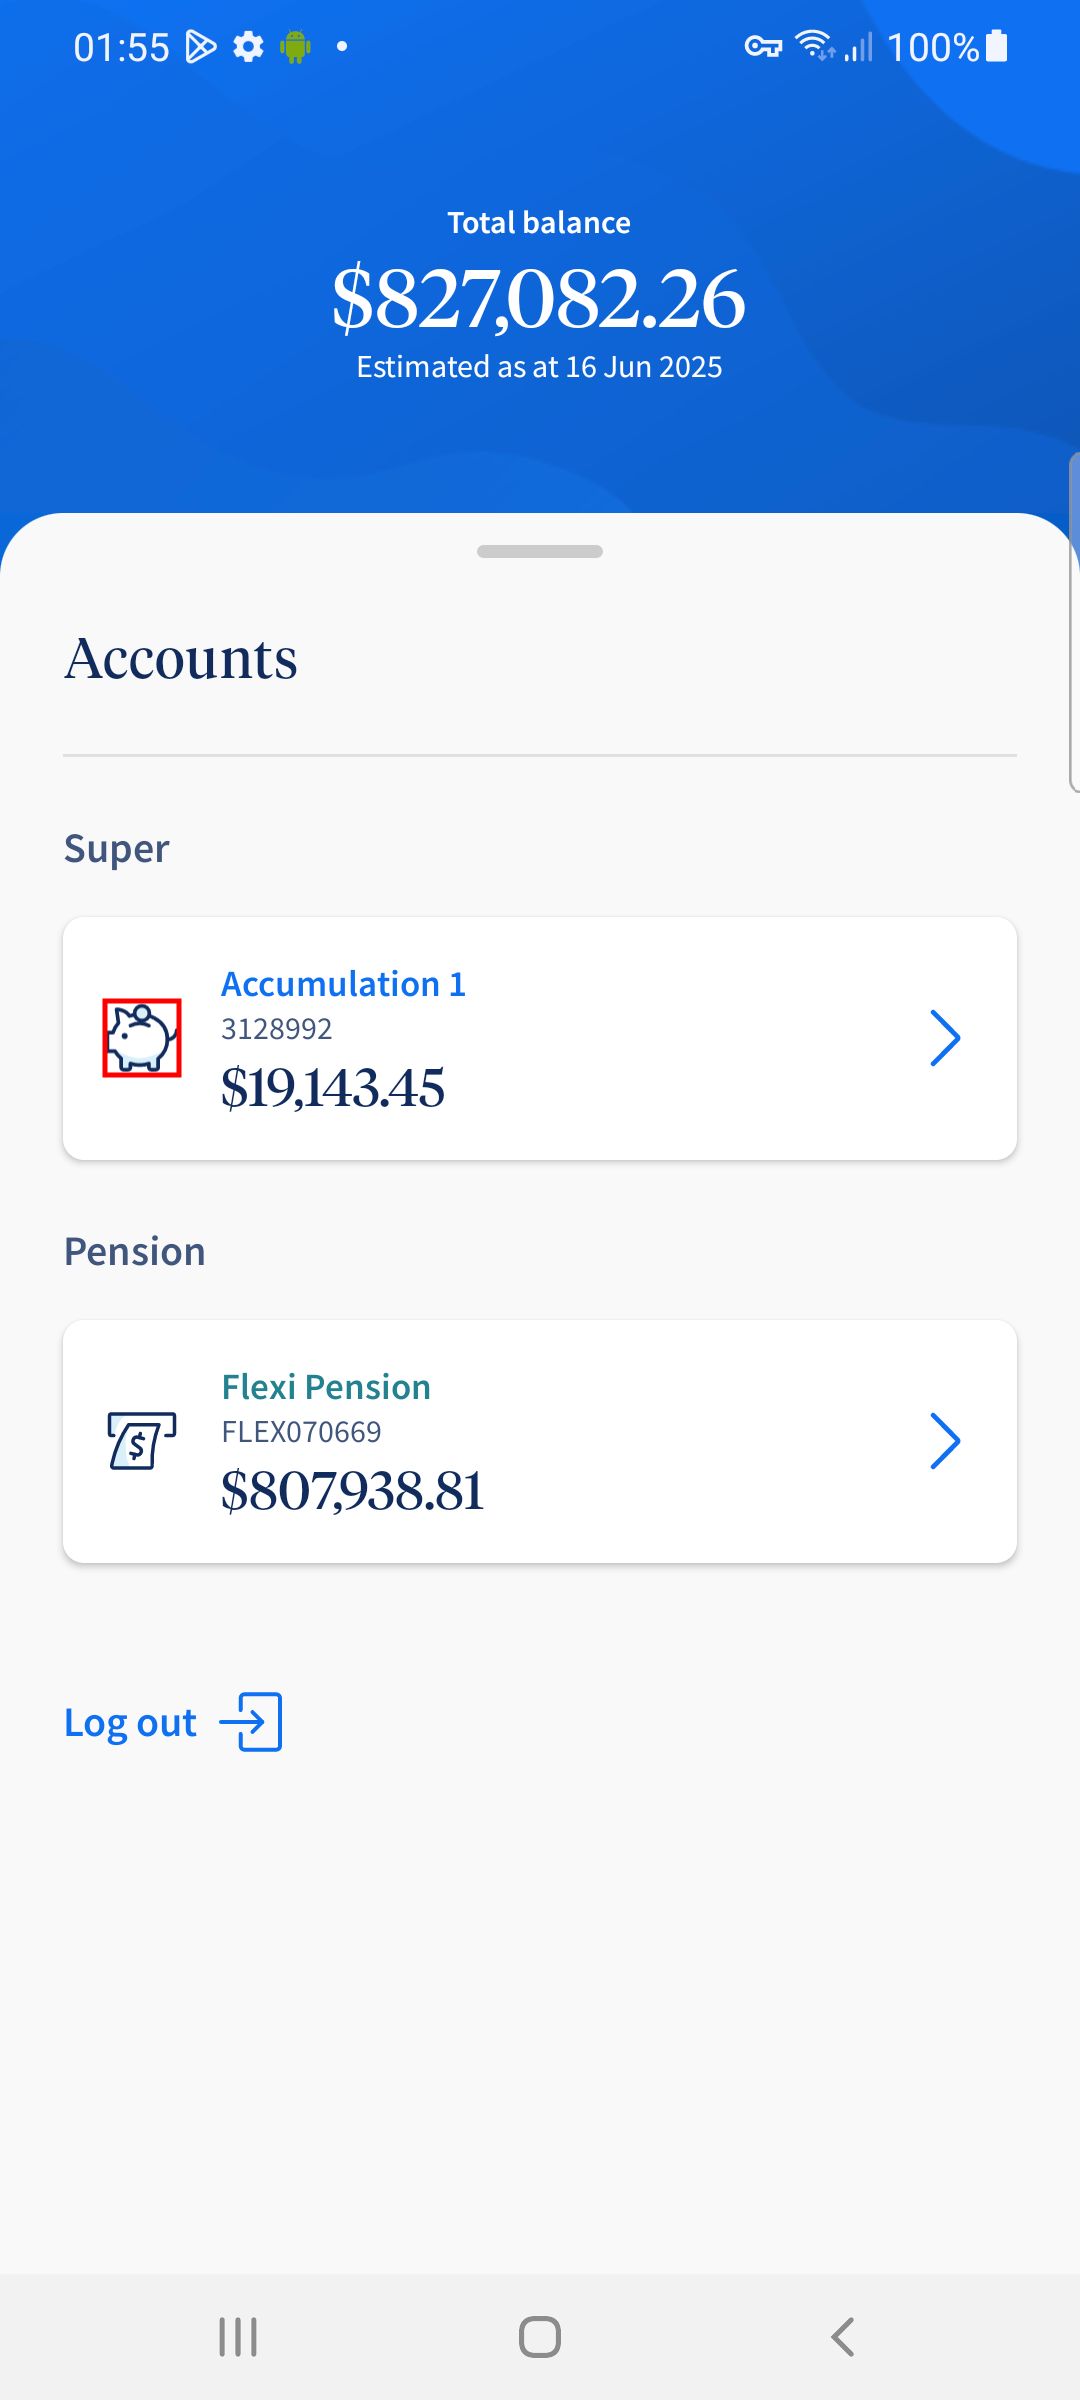 01:55
100%
Total balance
$827,082.26
Estimated as at 16 Jun 2025
Accounts
Super
Accumulation 1
3128992
$19,143.45
Pension
Flexi Pension
FLEX070669
$807,938.81
$
Log out